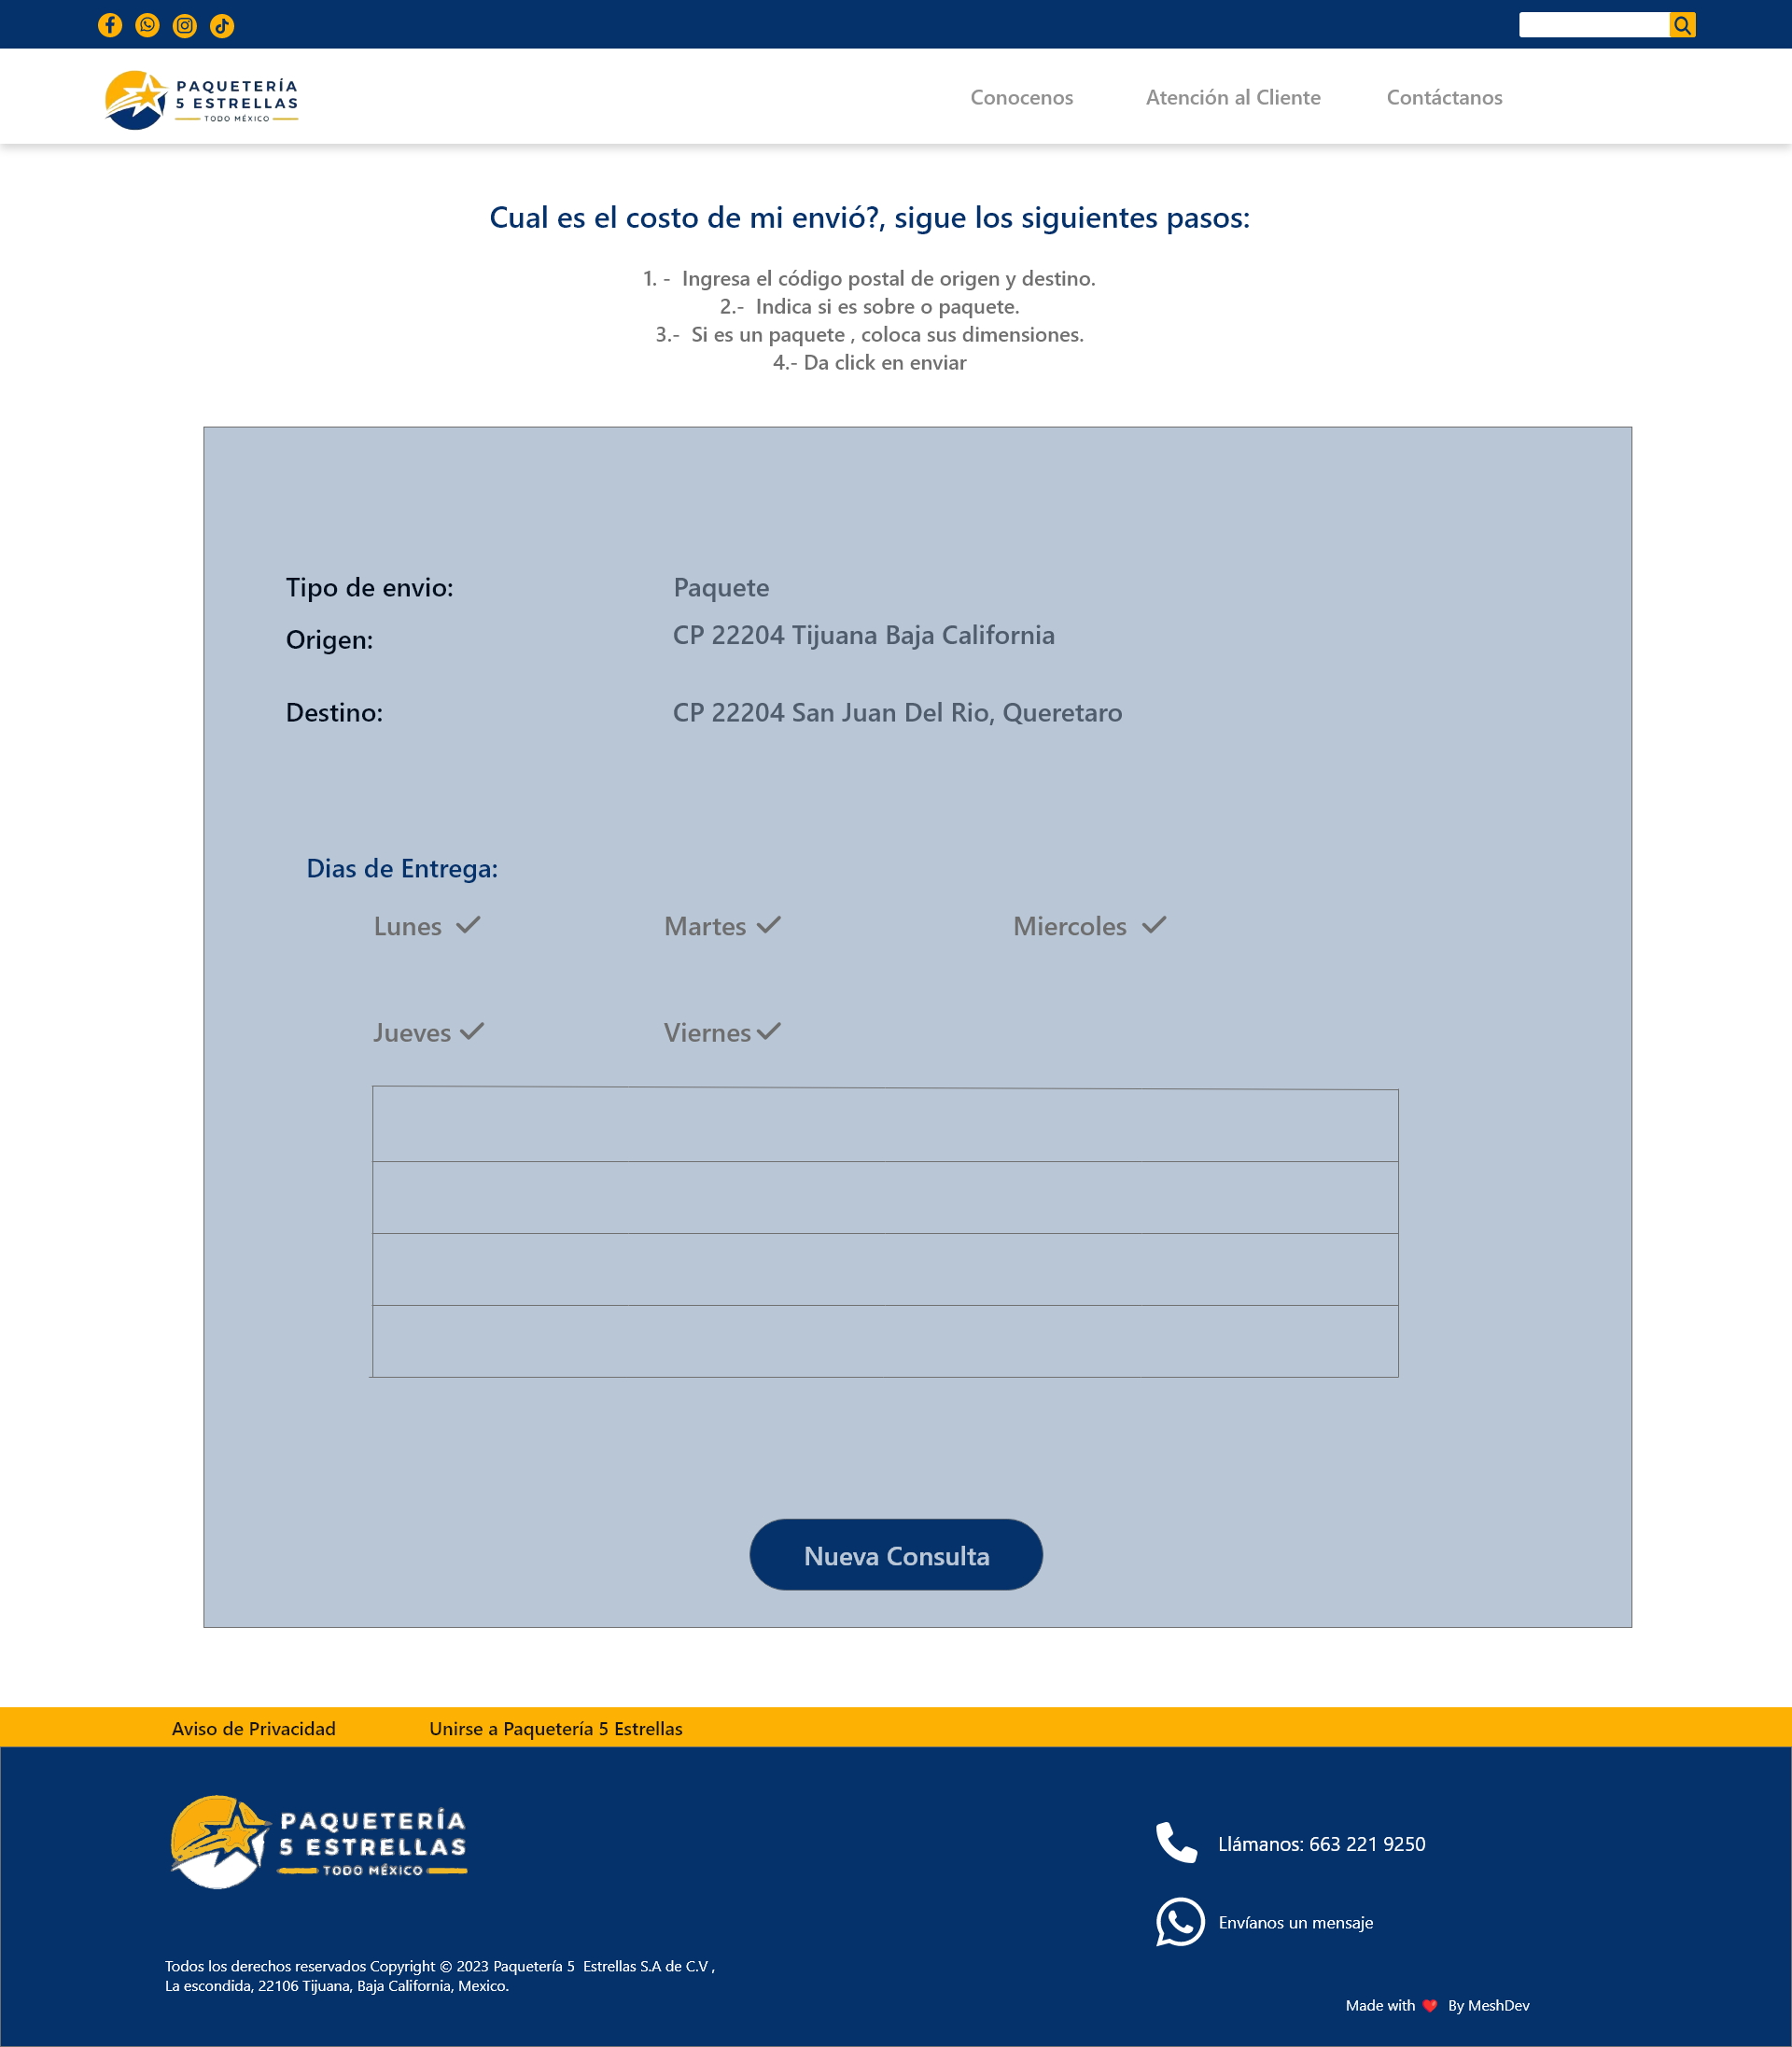 PAQUETERÍA
5 ESTRELLAS
TODO MÉXICO
Conocenos Atención al Cliente Contáctanos
Cual es el costo de mi envió?, sigue los siguientes pasos:
1. - Ingresa el código postal de origen y destino.
2.- Indica si es sobre o paquete.
3.- Si es un paquete , coloca sus dimensiones.
4.- Da click en enviar
Tipo de envio: Paquete
Origen: CP 22204 Tijuana Baja California
Destino: CP 22204 San Juan Del Rio, Queretaro
Dias de Entrega:
Lunes Martes Miercoles
Jueves Viernes
Nueva Consulta
Aviso de Privacidad Unirse a Paquetería 5 Estrellas
PAQUETERÍA
5 ESTRELLAS
TODO MÉXICO
Llámanos: 663 221 9250
Envíanos un mensaje
Todos los derechos reservados Copyright © 2023 Paquetería 5 Estrellas S.A de C.V ,
La escondida, 22106 Tijuana, Baja California, Mexico.
Made with ❤️ By MeshDev